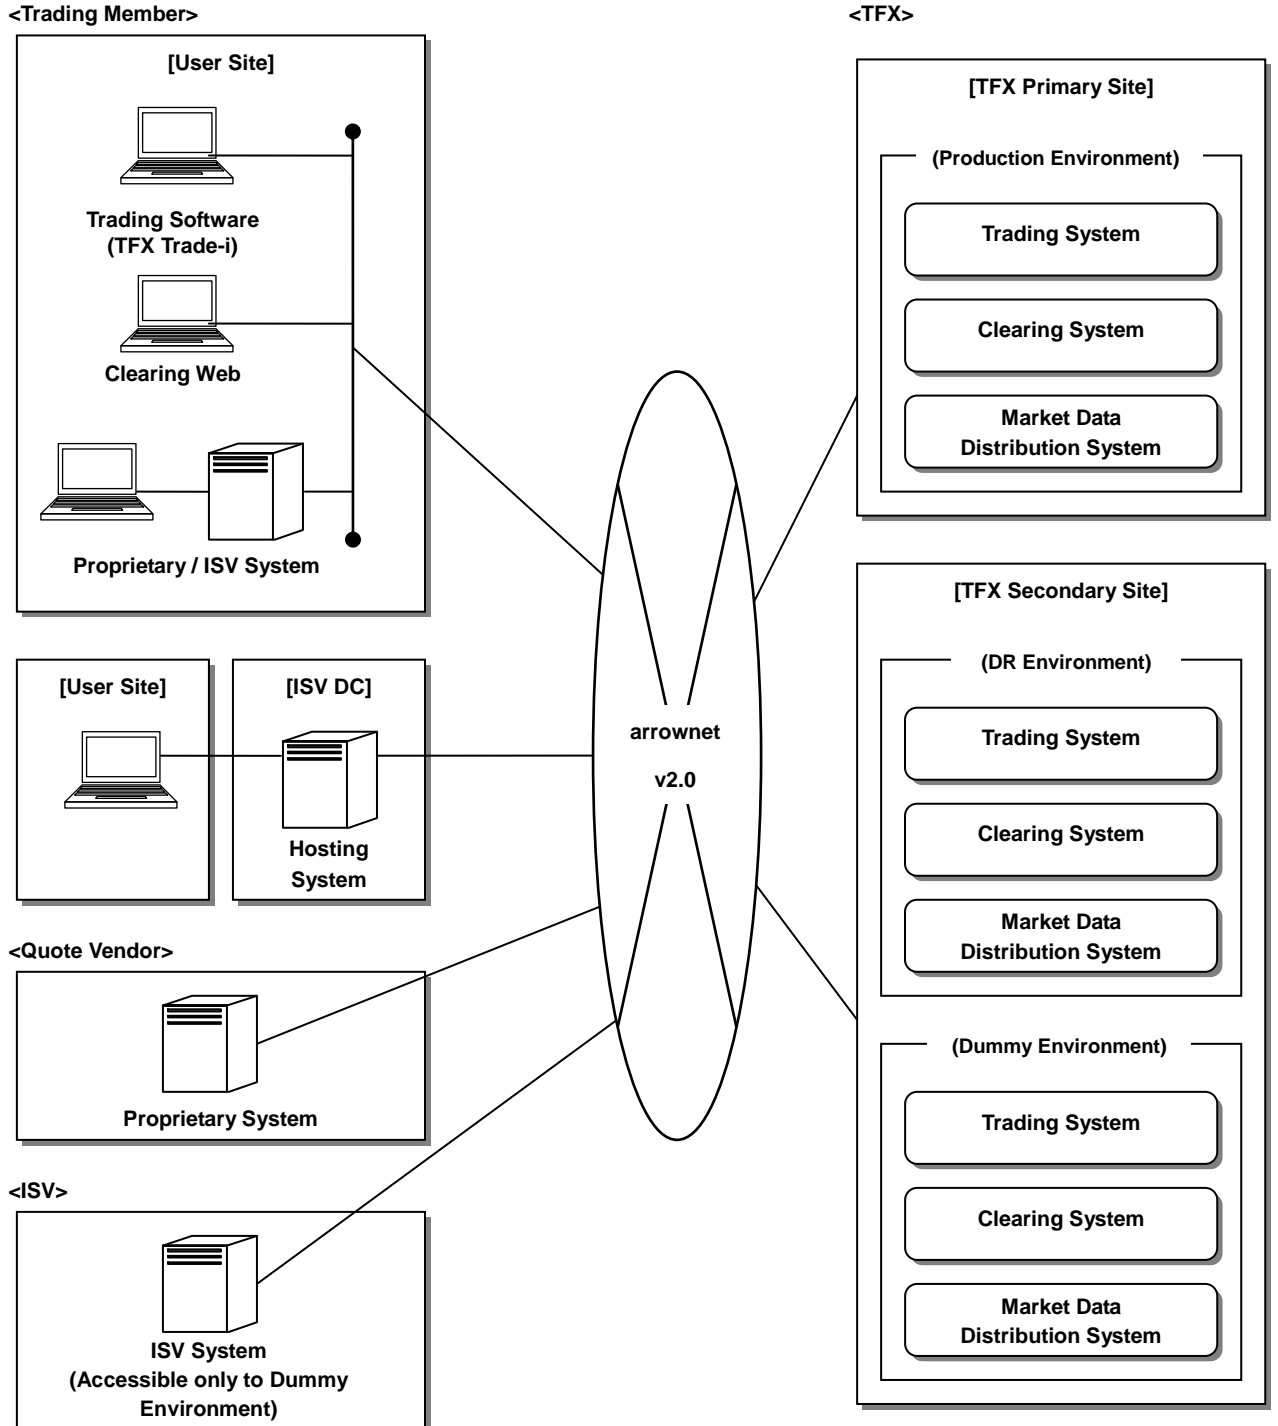 <Trading Member>
[User Site]
Trading Software
(TFX Trade-i)
Clearing Web
Proprietary / ISV System
[User Site]
[ISV DC]
Hosting
System
<Quote Vendor>
Proprietary System
<ISV>
ISV System
(Accessible only to Dummy
Environment)
arrownet
v2.0
<TFX>
[TFX Primary Site]
(Production Environment)
Trading System
Clearing System
Market Data
Distribution System
[TFX Secondary Site]
(DR Environment)
Trading System
Clearing System
Market Data
Distribution System
(Dummy Environment)
Trading System
Clearing System
Market Data
Distribution System